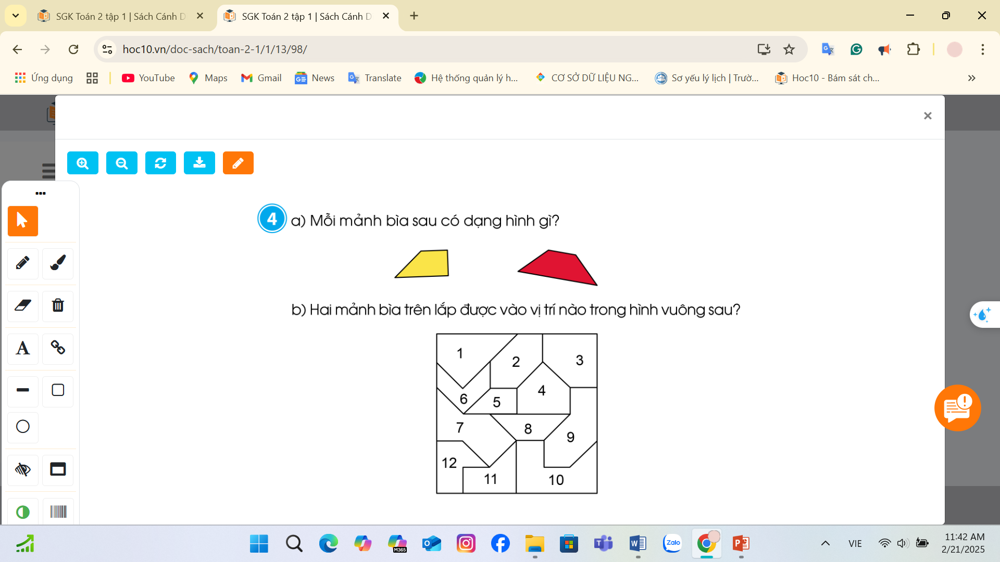 SGK Toán 2 tập 1 | Sách Cánh D
SGK Toán 2 tập 1 | Sách Cánh D
hoc10.vn/doc-sach/toan-2-1/1/13/98/
Ứng dụng
YouTube
Maps
Gmail
News
Translate
Hệ thống quản lý h...
CƠ SỞ DỮ LIỆU NG...
Sơ yếu lý lịch | Trườ...
Hoc10 - Bám sát ch...
4 a) Mỗi mảnh bìa sau có dạng hình gì?
b) Hai mảnh bìa trên lắp được vào vị trí nào trong hình vuông sau?
1
2
3
4
5
6
7
8
9
10
11
12
A
M365
Zalo
VIE
11:42 AM
2/21/2025